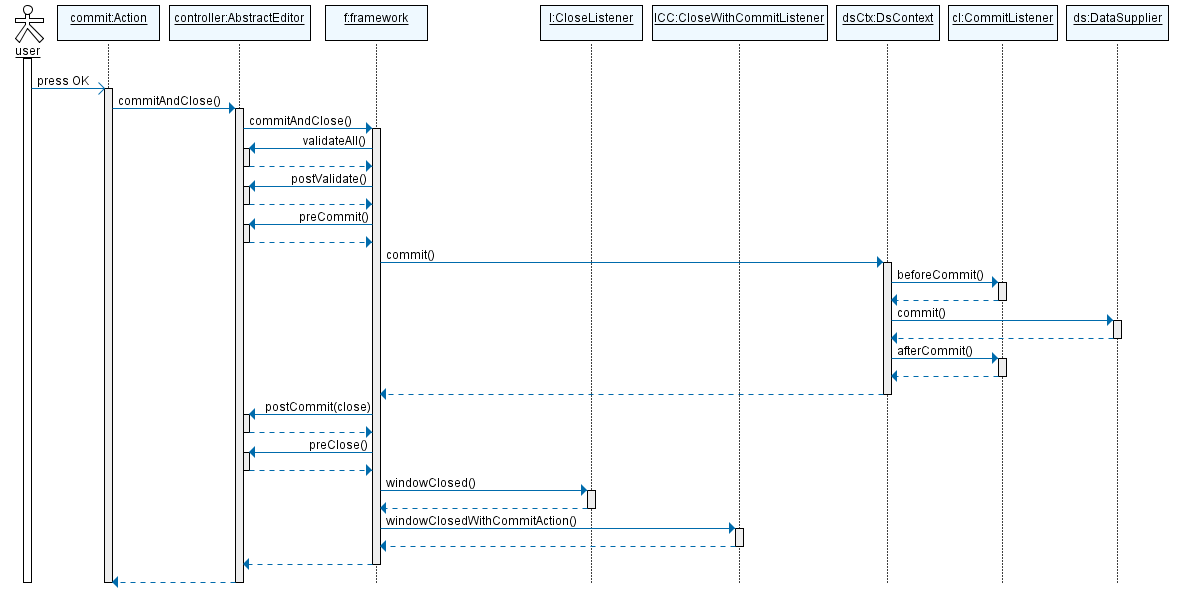 commit:Action
controller:AbstractEditor
f:framework
l:CloseListener
lCC:CloseWithCommitListener
dsCtx:DsContext
cl:CommitListener
ds:DataSupplier
user
press OK
commitAndClose()
commitAndClose()
validateAll()
postValidate()
preCommit()
commit()
beforeCommit()
commit()
afterCommit()
postCommit(close)
preClose()
windowClosed()
windowClosedWithCommitAction()